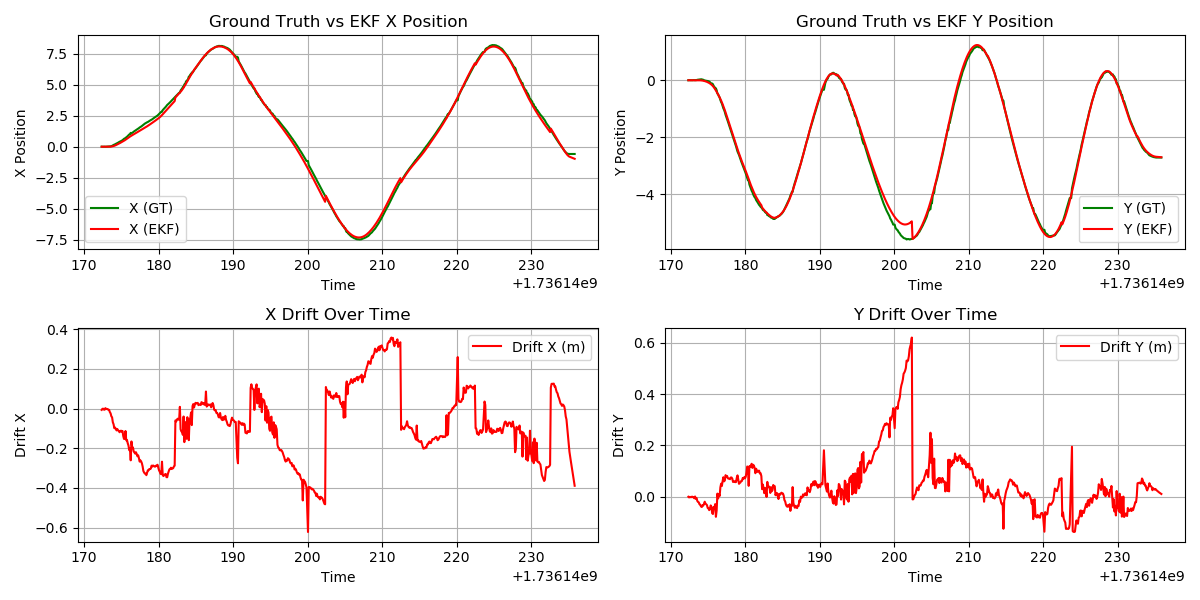 Ground Truth vs EKF X Position
X Position
7.5
5.0
2.5
0.0
−2.5
−5.0
−7.5
X (GT)
X (EKF)
170 180 190 200 210 220 230
Time
+1.73614e9
Ground Truth vs EKF Y Position
Y Position
0
−2
−4
Y (GT)
Y (EKF)
170 180 190 200 210 220 230
Time
+1.73614e9
X Drift Over Time
Drift X
0.4
0.2
0.0
−0.2
−0.4
−0.6
Drift X (m)
170 180 190 200 210 220 230
Time
+1.73614e9
Y Drift Over Time
Drift Y
0.6
0.4
0.2
0.0
Drift Y (m)
170 180 190 200 210 220 230
Time
+1.73614e9